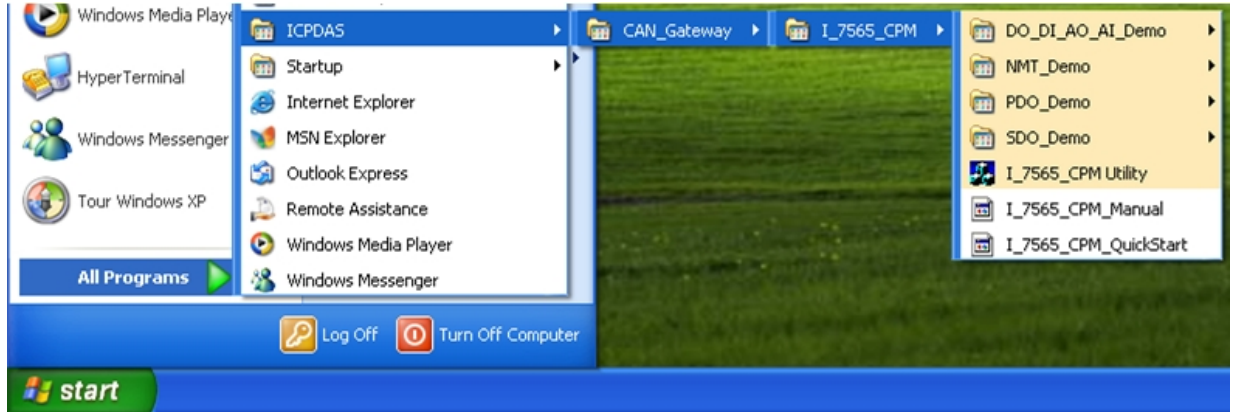 Windows Media Playe
HyperTerminal
Windows Messenger
Tour Windows XP
All Programs
ICPDAS
Startup
Internet Explorer
MSN Explorer
Outlook Express
Remote Assistance
Windows Media Player
Windows Messenger
CAN_Gateway
I_7565_CPM
DO_DI_AO_AI_Demo
NMT_Demo
PDO_Demo
SDO_Demo
I_7565_CPM Utility
I_7565_CPM_Manual
I_7565_CPM_QuickStart
Log Off
Turn Off Computer
start